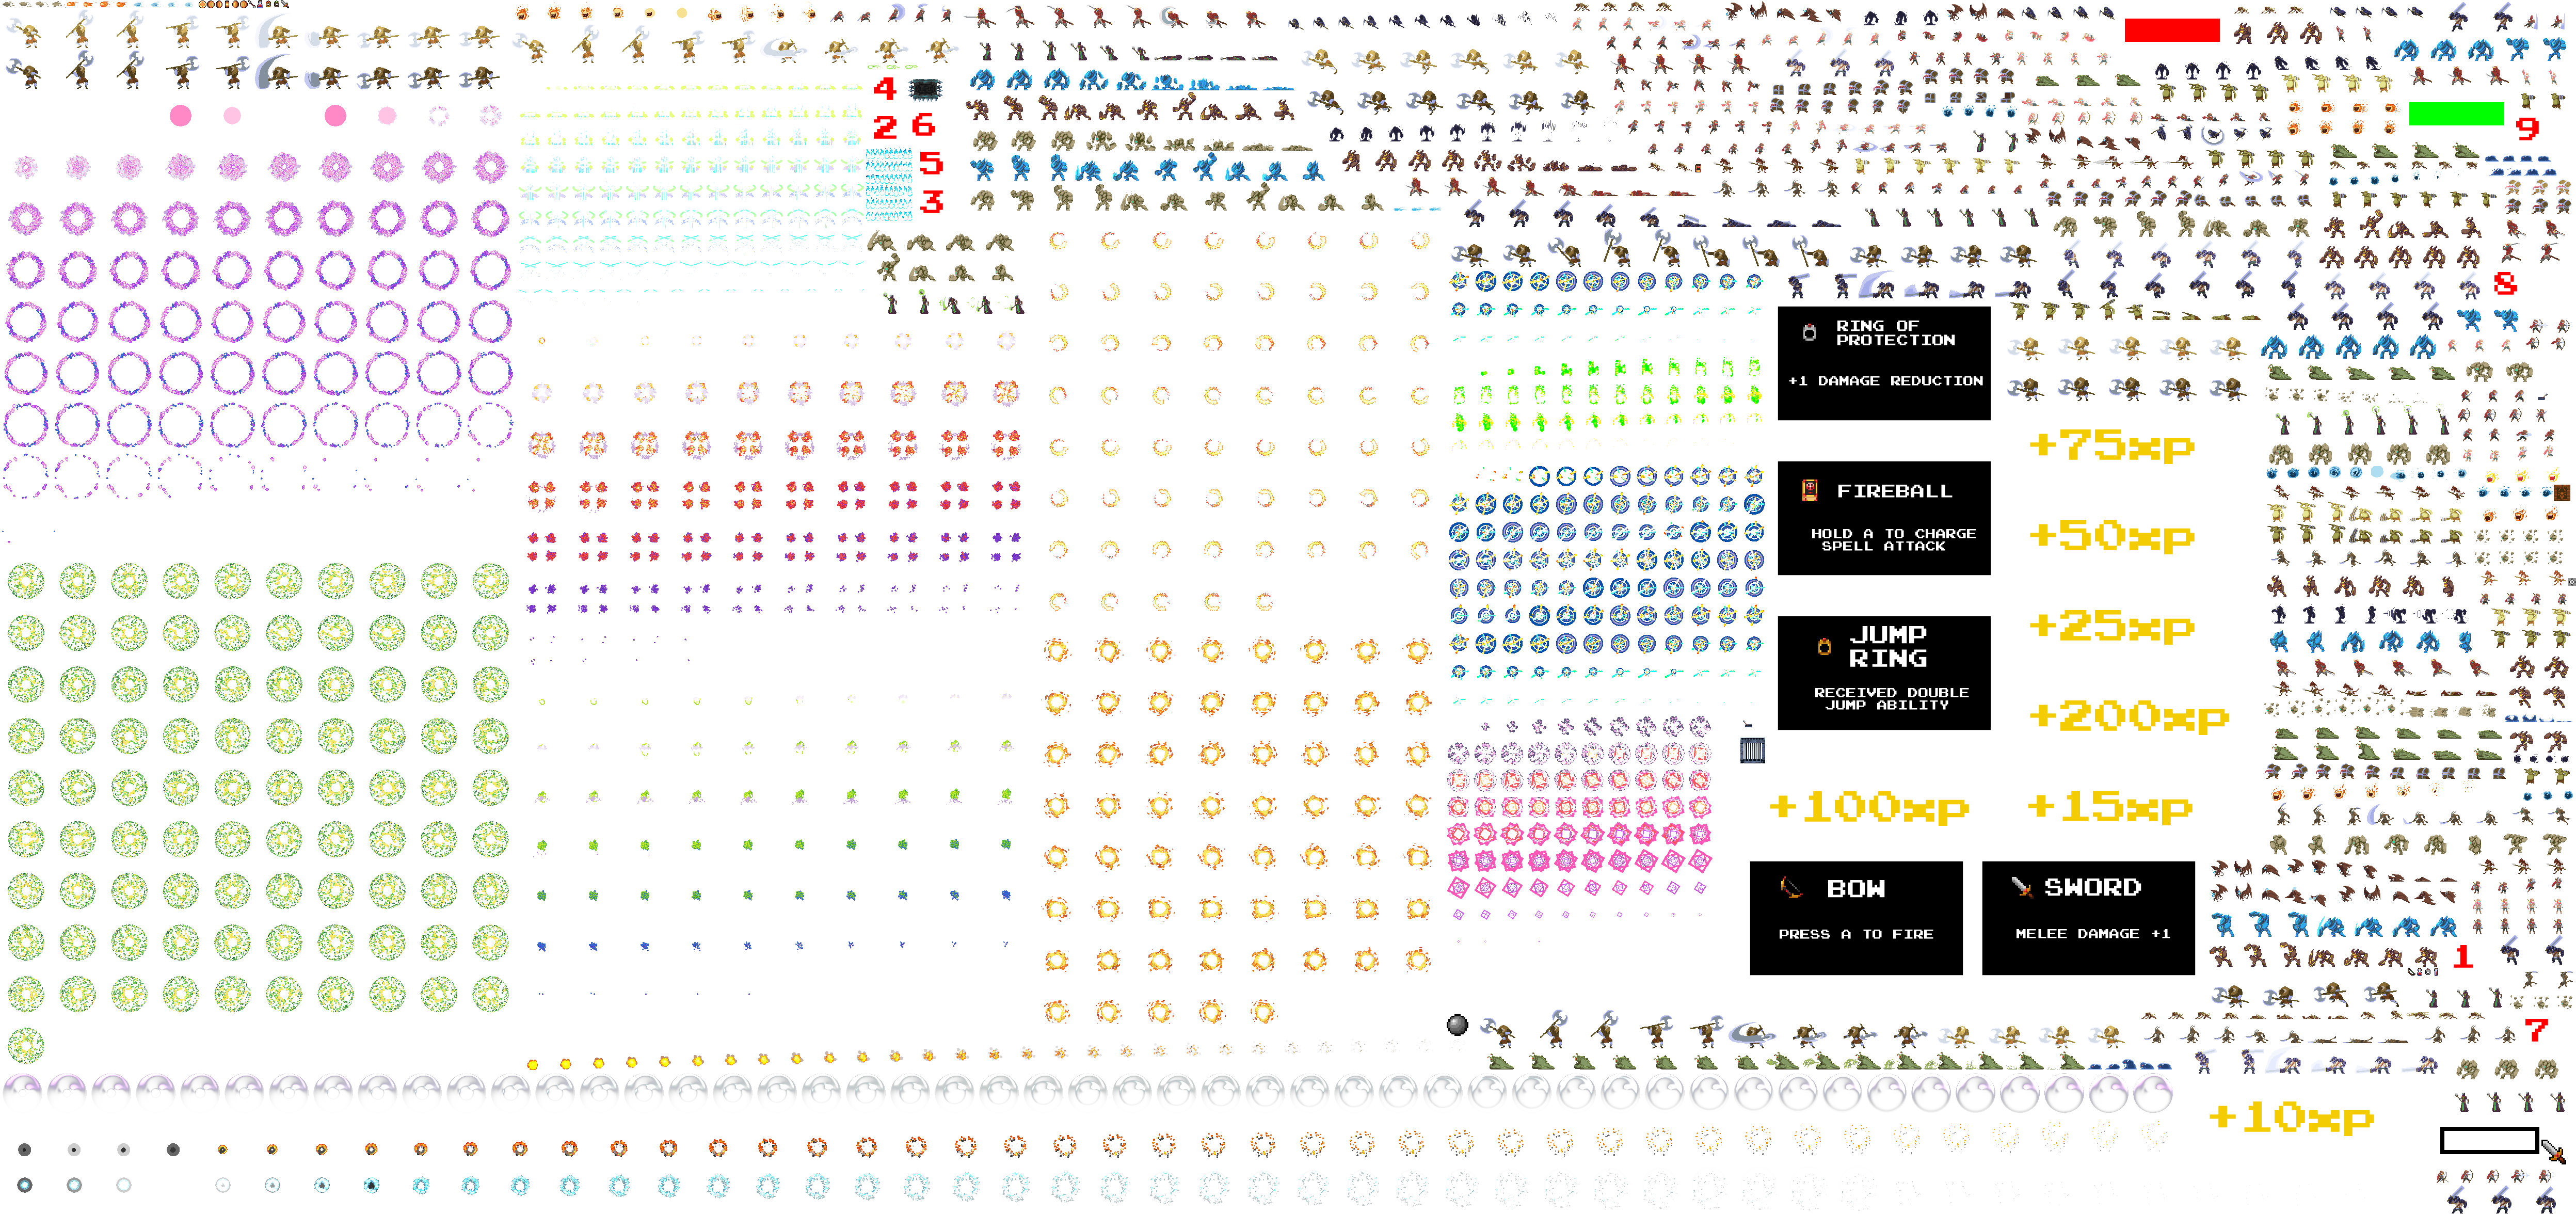 4
2 6
5
3
9
8
RING OF
PROTECTION
+1 DAMAGE REDUCTION
+75xp
FIREBALL
HOLD A TO CHARGE
SPELL ATTACK
+50xp
JUMP
RING
RECEIVED DOUBLE
JUMP ABILITY
+25xp
+200xp
+100xp
+15xp
BOW
PRESS A TO FIRE
SWORD
MELEE DAMAGE +1
1
7
+10xp